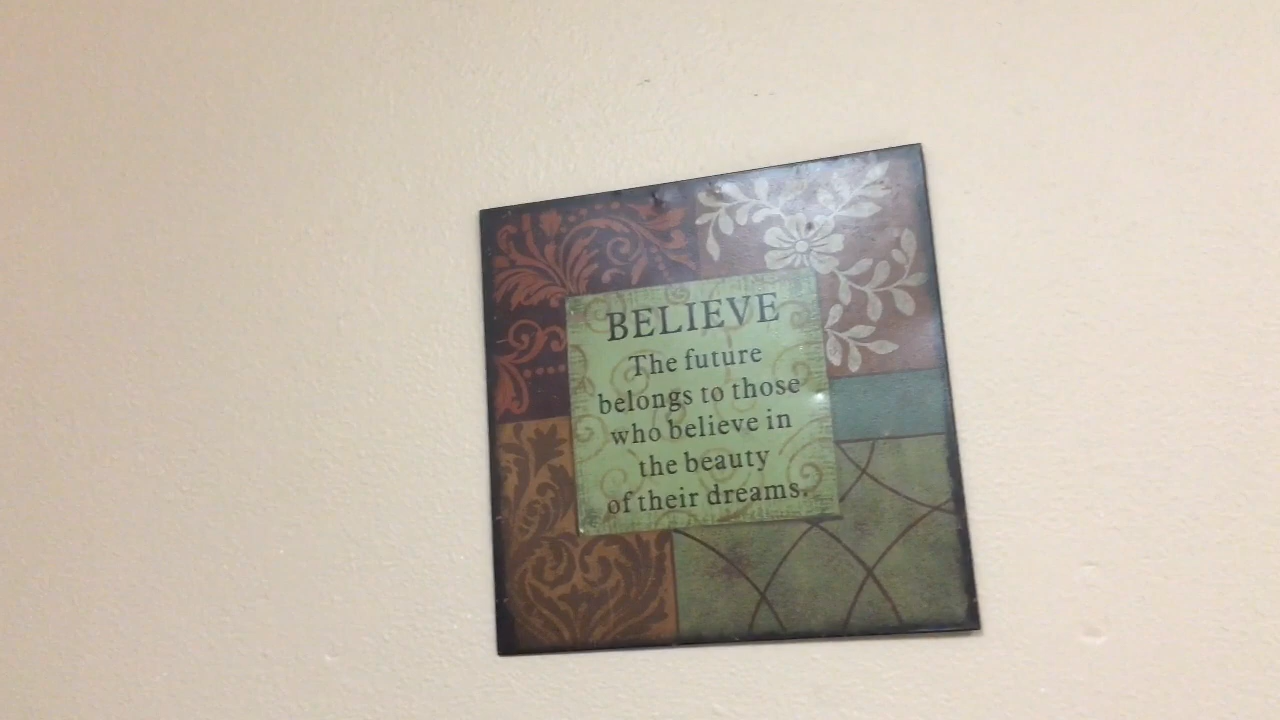 BELIEVE
The future
belongs to those
who believe in
the beauty
of their dreams.